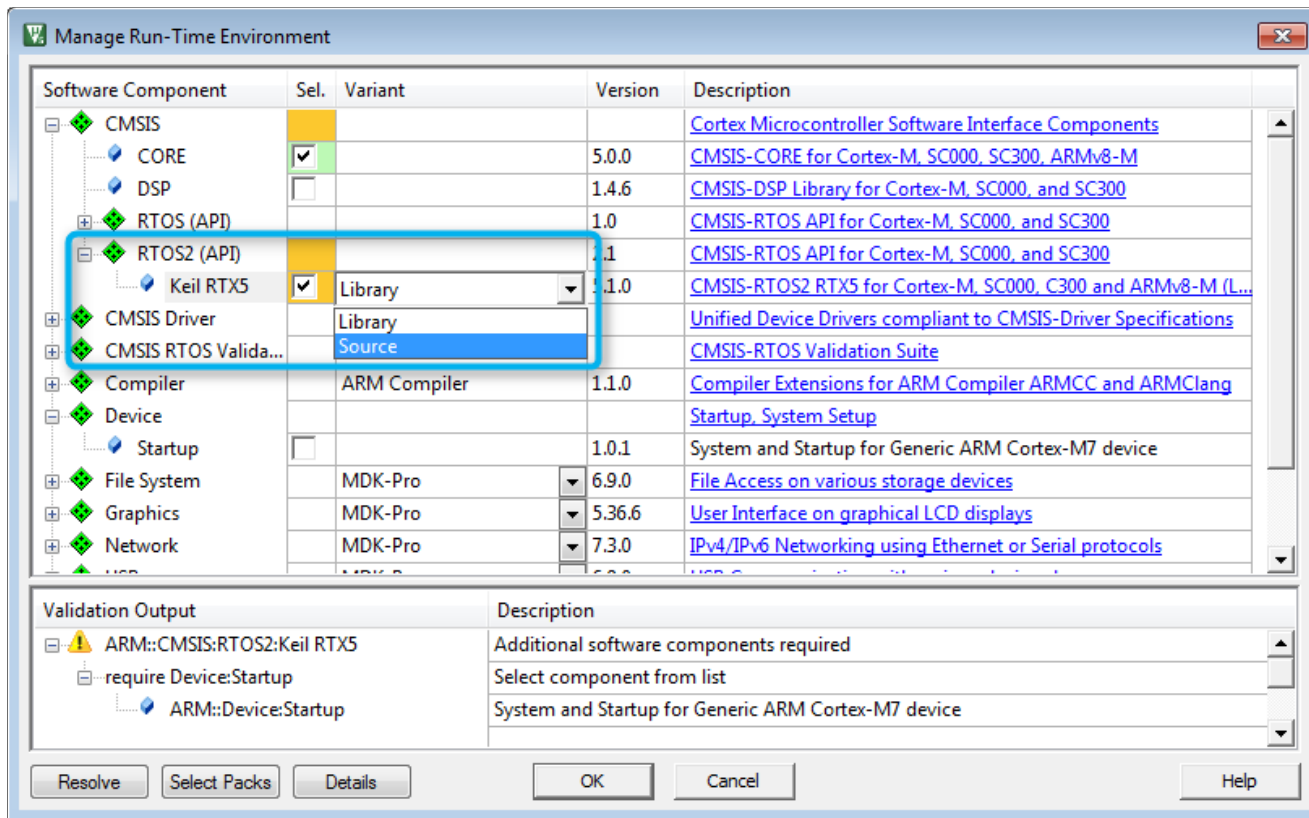 Manage Run-Time Environment
Software Component Sel. Variant Version Description
CMSIS Cortex Microcontroller Software Interface Components
CORE 5.0.0 CMSIS-CORE for Cortex-M, SC000, SC300, ARMv8-M
DSP 1.4.6 CMSIS-DSP Library for Cortex-M, SC000, and SC300
RTOS (API) 1.0 CMSIS-RTOS API for Cortex-M, SC000, and SC300
RTOS2 (API) 2.1 CMSIS-RTOS API for Cortex-M, SC000, and SC300
Keil RTX5 Library 5.1.0 CMSIS-RTOS2 RTX5 for Cortex-M, SC000, C300 and ARMv8-M (L...
CMSIS Driver Library Unified Device Drivers compliant to CMSIS-Driver Specifications
CMSIS RTOS Valida... Source CMSIS-RTOS Validation Suite
Compiler ARM Compiler 1.1.0 Compiler Extensions for ARM Compiler ARMCC and ARMClang
Device Startup, System Setup
Startup 1.0.1 System and Startup for Generic ARM Cortex-M7 device
File System MDK-Pro 6.9.0 File Access on various storage devices
Graphics MDK-Pro 5.36.6 User Interface on graphical LCD displays
Network MDK-Pro 7.3.0 IPv4/IPv6 Networking using Ethernet or Serial protocols
Validation Output Description
ARM::CMSIS:RTOS2:Keil RTX5 Additional software components required
require Device:Startup Select component from list
ARM::Device:Startup System and Startup for Generic ARM Cortex-M7 device
Resolve Select Packs Details OK Cancel Help